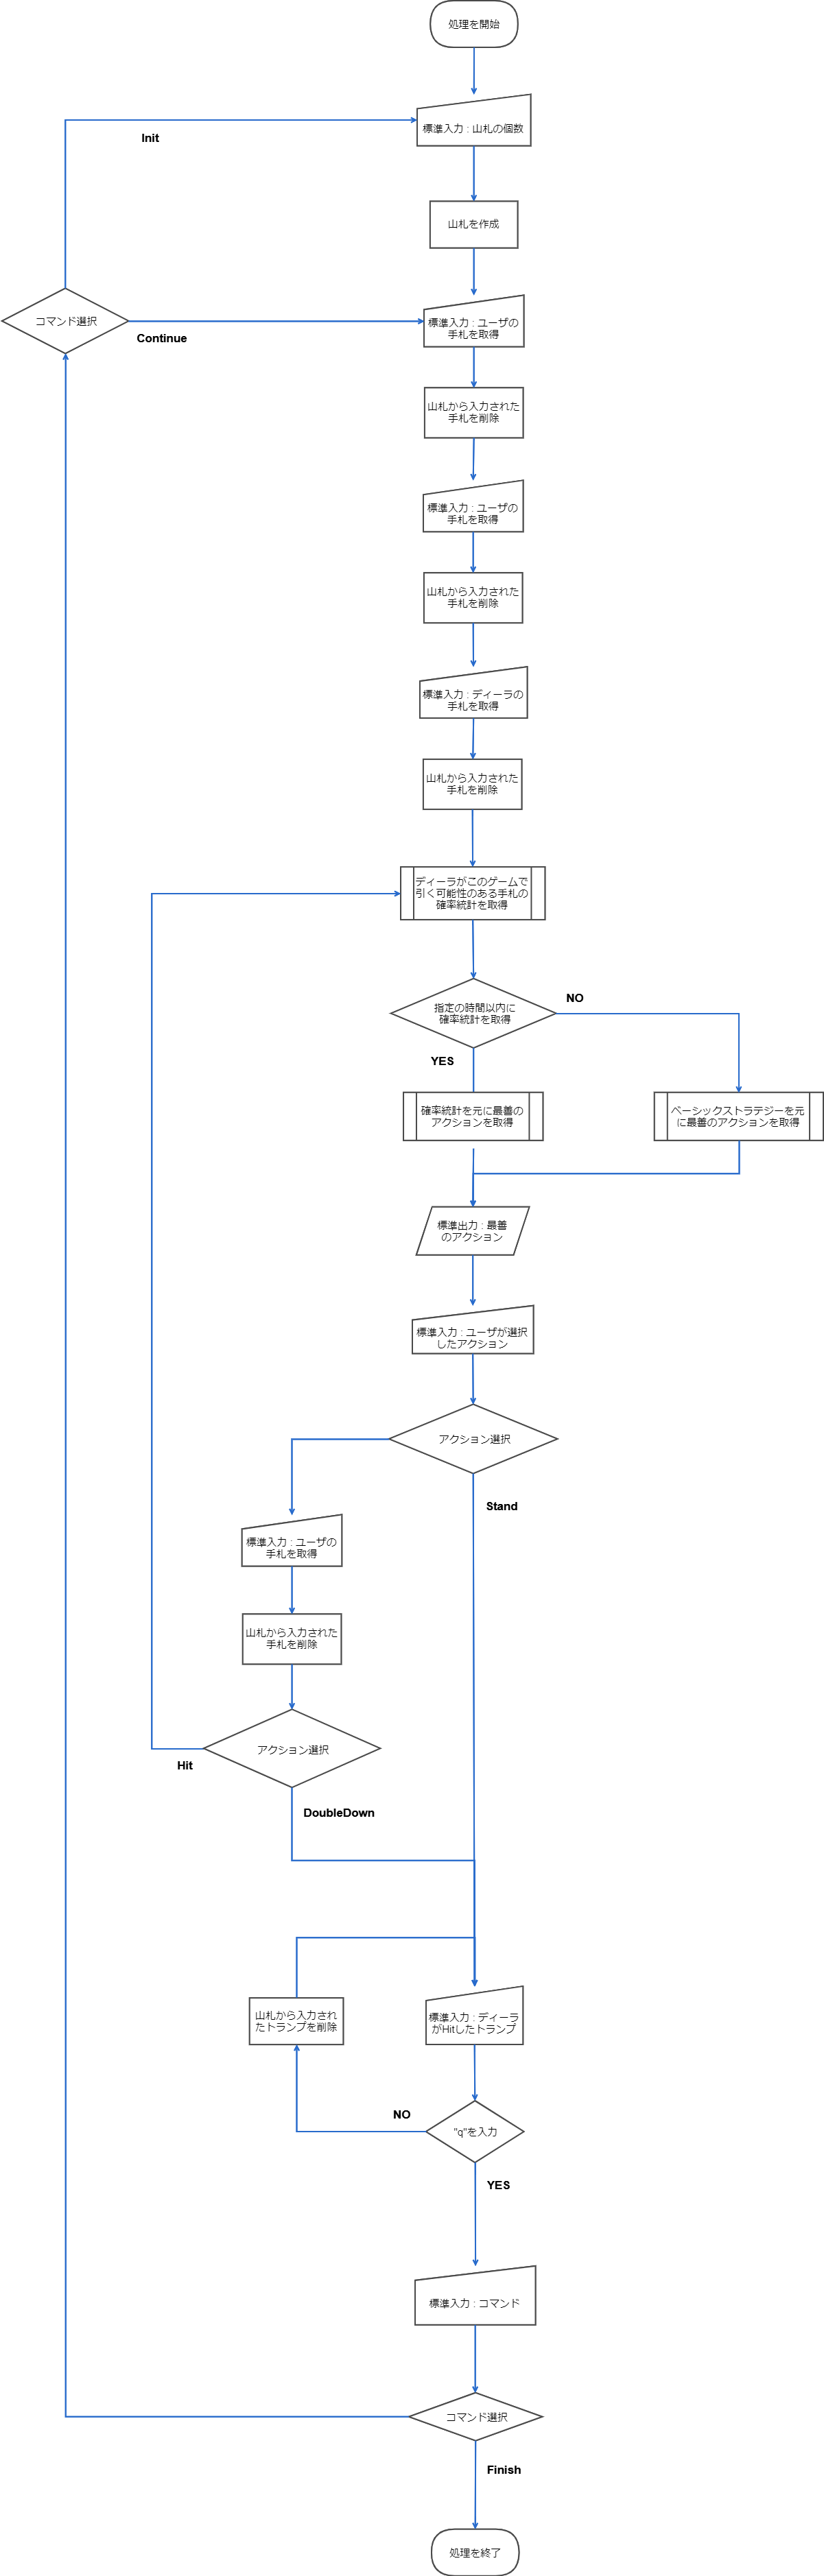 処理を開始
標準入力 : 山札の個数
Init
山札を作成
コマンド選択
Continue
標準入力 : ユーザの
手札を取得
山札から入力された
手札を削除
標準入力 : ユーザの
手札を取得
山札から入力された
手札を削除
標準入力 : ディーラの
手札を取得
山札から入力された
手札を削除
ディーラがこのゲームで
引く可能性のある手札の
確率統計を取得
指定の時間以内に
確率統計を取得
NO
YES
確率統計を元に最善の
アクションを取得
ベーシックストラテジーを元
に最善のアクションを取得
標準出力 : 最善
のアクション
標準入力 : ユーザが選択
したアクション
アクション選択
Stand
標準入力 : ユーザの
手札を取得
山札から入力された
手札を削除
アクション選択
Hit
DoubleDown
山札から入力され
たトランプを削除
標準入力 : ディーラ
がHitしたトランプ
NO
"q"を入力
YES
標準入力 : コマンド
コマンド選択
Finish
処理を終了